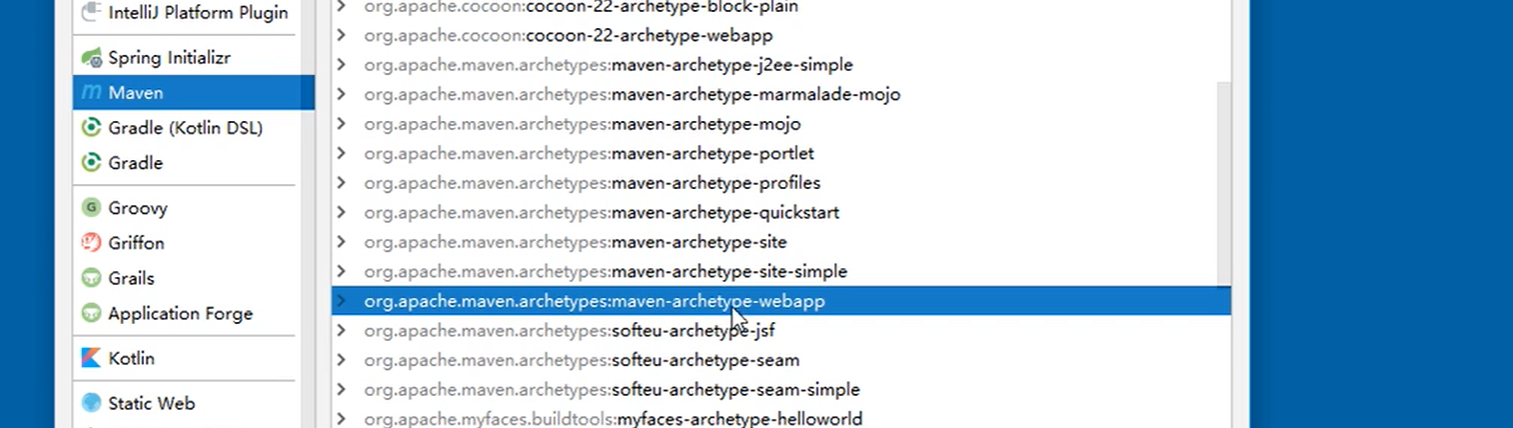 IntelliJ Platform Plugin
Spring Initializr
Maven
Gradle (Kotlin DSL)
Gradle
Groovy
Griffon
Grails
Application Forge
Kotlin
Static Web
org.apache.cocoon:cocoon-22-archetype-block-plain
org.apache.cocoon:cocoon-22-archetype-webapp
org.apache.maven.archetypes:maven-archetype-j2ee-simple
org.apache.maven.archetypes:maven-archetype-marmalade-mojo
org.apache.maven.archetypes:maven-archetype-mojo
org.apache.maven.archetypes:maven-archetype-portlet
org.apache.maven.archetypes:maven-archetype-profiles
org.apache.maven.archetypes:maven-archetype-quickstart
org.apache.maven.archetypes:maven-archetype-site
org.apache.maven.archetypes:maven-archetype-site-simple
org.apache.maven.archetypes:maven-archetype-webapp
org.apache.maven.archetypes:softeu-archetype-jsf
org.apache.maven.archetypes:softeu-archetype-seam
org.apache.maven.archetypes:softeu-archetype-seam-simple
org.apache.myfaces.buildtools:myfaces-archetype-helloworld